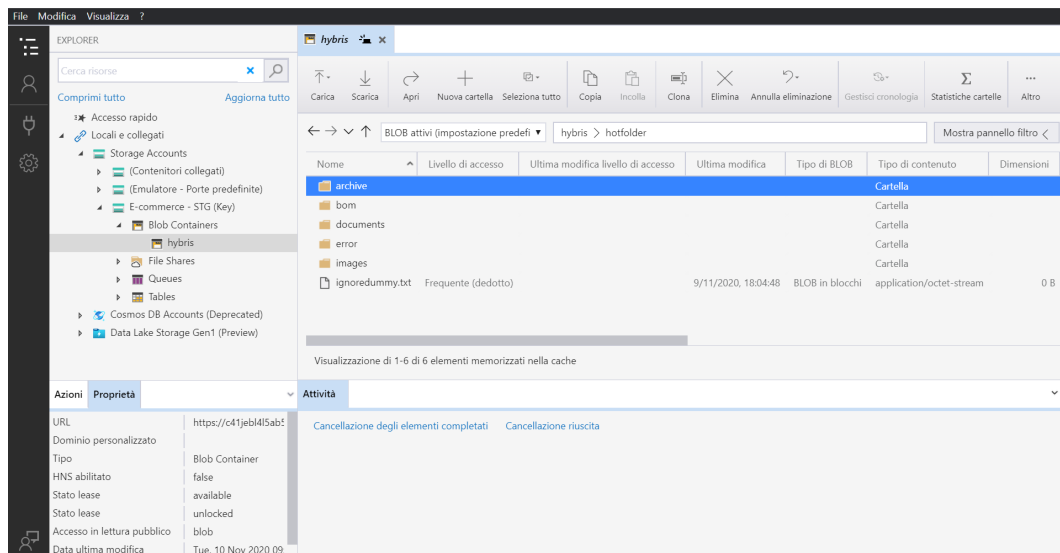 File Modifica Visualizza ?
EXPLORER
Cerca risorse
Comprimi tutto Aggiorna tutto
Accesso rapido
Locali e collegati
Storage Accounts
(Contenitori collegati)
(Emulatore - Porte predefinite)
E-commerce - STG (Key)
Blob Containers
hybris
File Shares
Queues
Tables
Cosmos DB Accounts (Deprecated)
Data Lake Storage Gen1 (Preview)
Azioni Proprietà
URL https://c41jebl4l5ab5
Dominio personalizzato
Tipo Blob Container
HNS abilitato false
Stato lease available
Stato lease unlocked
Accesso in lettura pubblico blob
Data ultima modifica Tue, 10 Nov 2020 09:
hybris
Carica Scarica Apri Nuova cartella Seleziona tutto Copia Incolla Clona Elimina Annulla eliminazione Gestisci cronologia Statistiche cartelle Altro
BLOB attivi (impostazione predefi hybris > hotfolder Mostra pannello filtro
Nome Livello di accesso Ultima modifica livello di accesso Ultima modifica Tipo di BLOB Tipo di contenuto Dimensioni
archive Cartella
bom Cartella
documents Cartella
error Cartella
images Cartella
ignoredummy.txt Frequente (dedotto) 9/11/2020, 18:04:48 BLOB in blocchi application/octet-stream 0 B
Visualizzazione di 1-6 di 6 elementi memorizzati nella cache
Attività
Cancellazione degli elementi completati Cancellazione riuscita